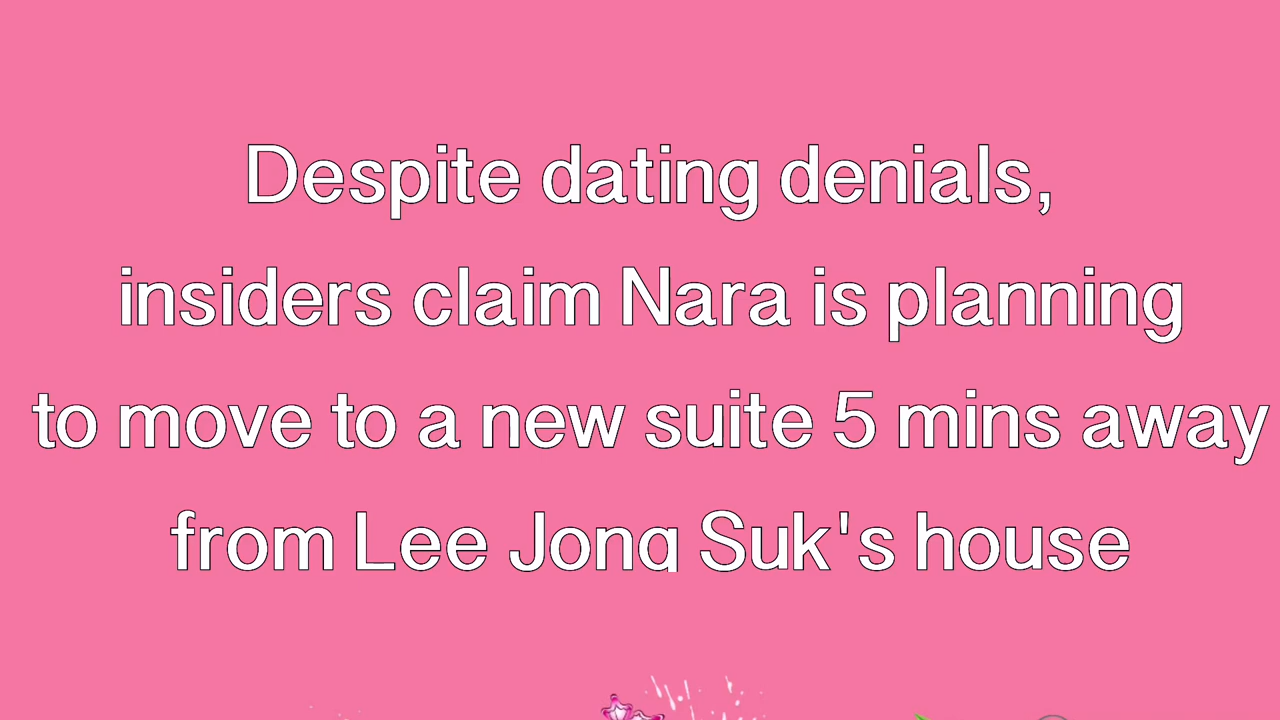 Despite dating denials,
insiders claim Nara is planning
to move to a new suite 5 mins away
from Lee Jong Suk's house